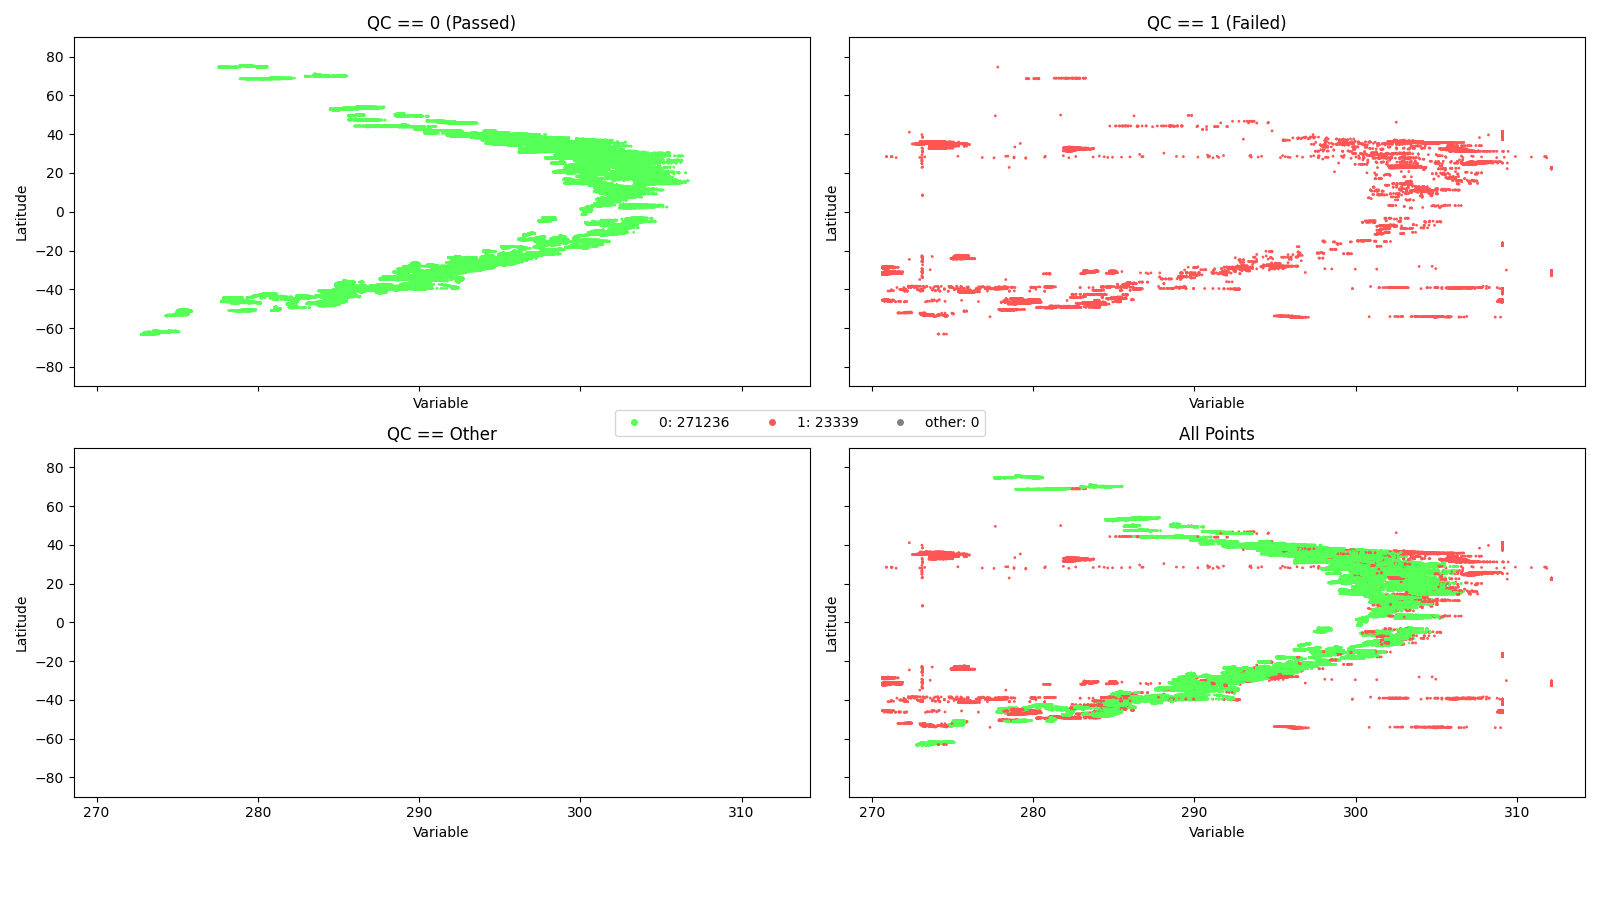 QC == 0 (Passed)
QC == 1 (Failed)
Latitude
80
60
40
20
0
−20
−40
−60
−80
Variable
Latitude
Variable
0: 271236
1: 23339
other: 0
QC == Other
All Points
Latitude
80
60
40
20
0
−20
−40
−60
−80
270
280
290
300
310
Variable
Latitude
270
280
290
300
310
Variable